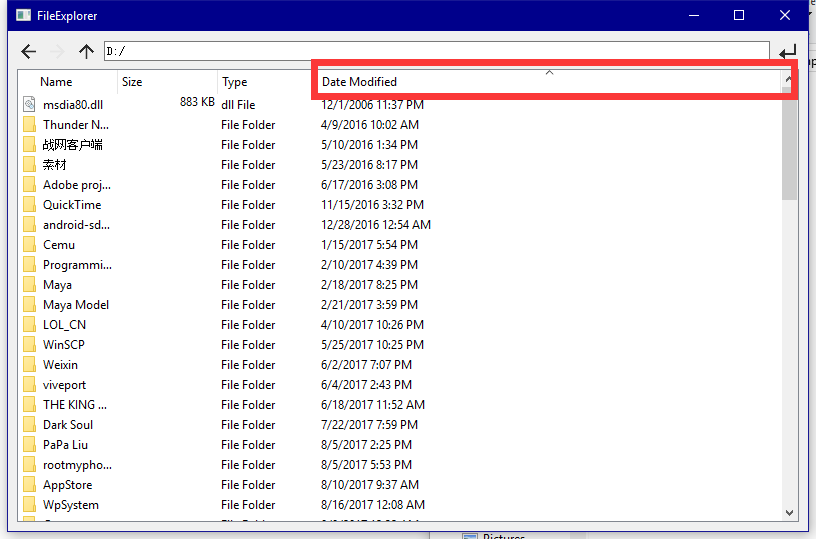 FileExplorer
D:/
Name Size Type Date Modified
msdia80.dll 883 KB dll File 12/1/2006 11:37 PM
Thunder N... File Folder 4/9/2016 10:02 AM
战网客户端 File Folder 5/10/2016 1:34 PM
素材 File Folder 5/23/2016 8:17 PM
Adobe proj... File Folder 6/17/2016 3:08 PM
QuickTime File Folder 11/15/2016 3:32 PM
android-sd... File Folder 12/28/2016 12:54 AM
Cemu File Folder 1/15/2017 5:54 PM
Programmi... File Folder 2/10/2017 4:39 PM
Maya File Folder 2/18/2017 8:25 PM
Maya Model File Folder 2/21/2017 3:59 PM
LOL_CN File Folder 4/10/2017 10:26 PM
WinSCP File Folder 5/25/2017 10:25 PM
Weixin File Folder 6/2/2017 7:07 PM
viveport File Folder 6/4/2017 2:43 PM
THE KING ... File Folder 6/18/2017 11:52 AM
Dark Soul File Folder 7/22/2017 7:59 PM
PaPa Liu File Folder 8/5/2017 2:25 PM
rootmypho... File Folder 8/5/2017 5:53 PM
AppStore File Folder 8/10/2017 9:37 AM
WpSystem File Folder 8/16/2017 12:08 AM
File Folder
Pictures